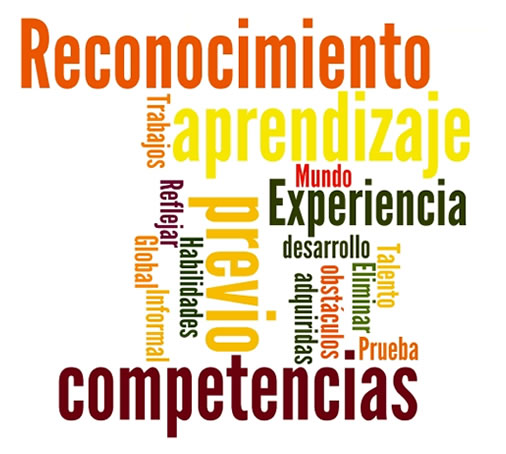 Reconocimiento
Trabajos
aprendizaje
Mundo
Reflejar
previo
Experiencia
Habilidades
desarrollo
Global
Informal
adquiridas
obstáculos
Eliminar
Talento
Prueba
competencias